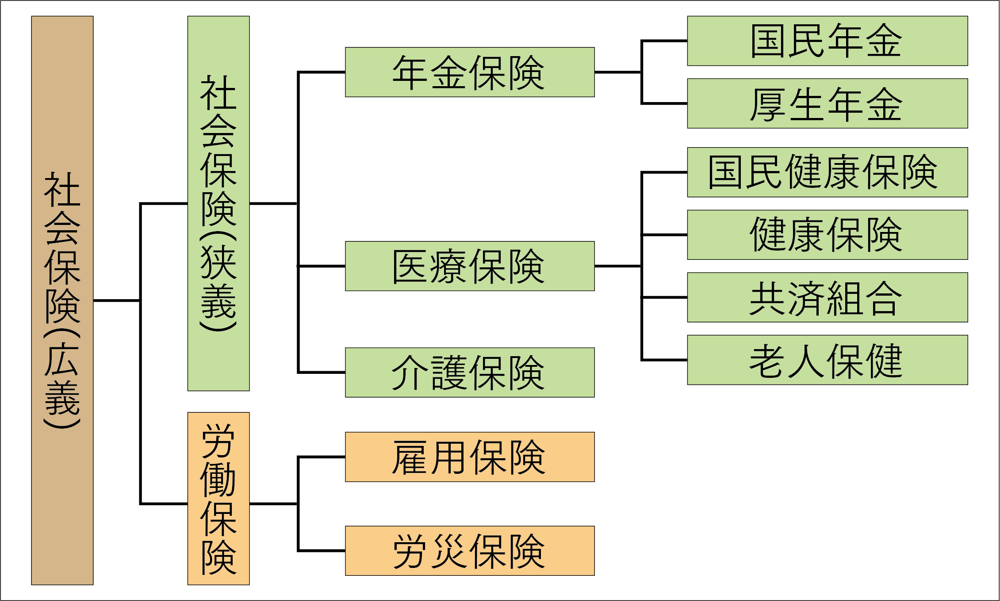 社会保険(広義)
社会保険(狭義)
年金保険
国民年金
厚生年金
医療保険
国民健康保険
健康保険
共済組合
老人保健
介護保険
労働保険
雇用保険
労災保険